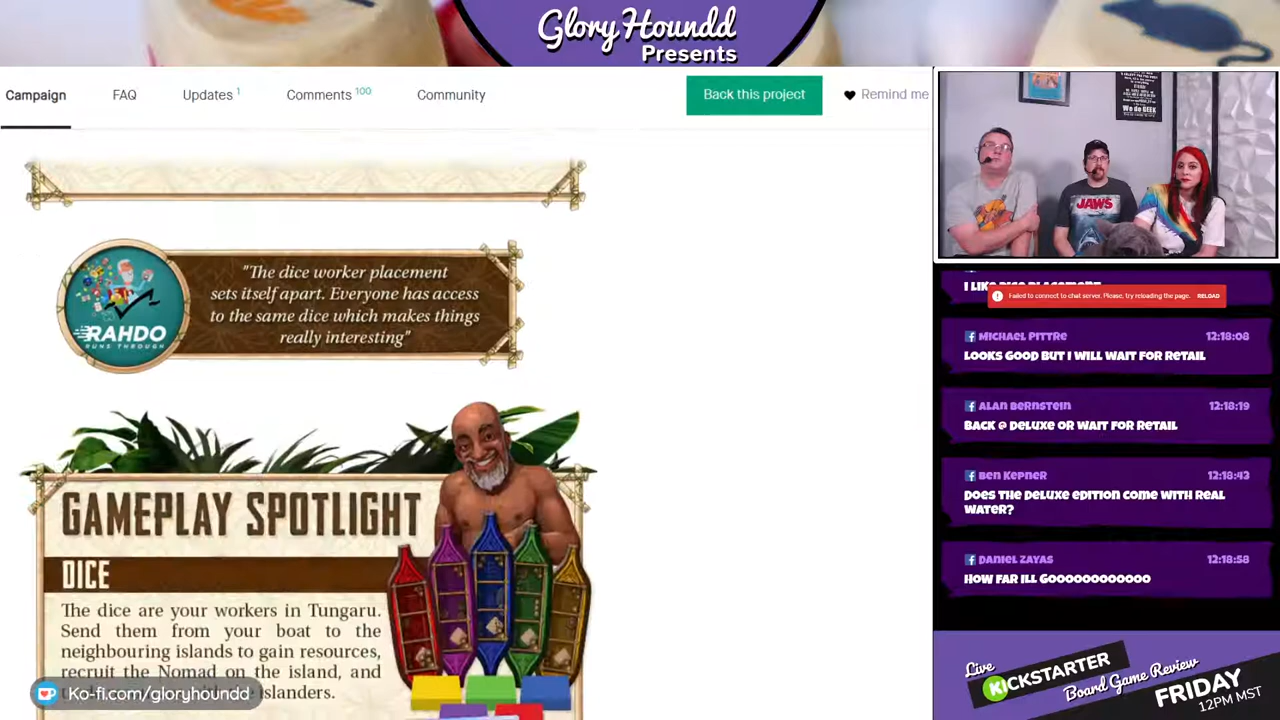 Glory Houndd
Presents
Campaign
FAQ
Updates 1
Comments 100
Community
Back this project
Remind me
"The dice worker placement
sets itself apart. Everyone has access
to the same dice which makes things
really interesting"
RAHDO
RUNS THROUGH
GAMEPLAY SPOTLIGHT
DICE
The dice are your workers in Tungaru.
Send them from your boat to the
neighbouring islands to gain resources,
recruit the Nomad on the island, and
islanders.
Ko-fi.com/gloryhoundd
We do GEEK
JAWS
Failed to connect to chat server. Please, try reloading the page. RELOAD
MICHAEL PITTRE 12:18:08
LOOKS GOOD BUT I WILL WAIT FOR RETAIL
ALAN BERNSTEIN 12:18:19
BACK @ DELUXE OR WAIT FOR RETAIL
BEN KEPNER 12:18:43
DOES THE DELUXE EDITION COME WITH REAL
WATER?
DANIEL ZAYAS 12:18:58
HOW FAR ILL GOOOOOOOOOOO
Live
KICKSTARTER
Board Game Review
FRIDAY
12PM MST